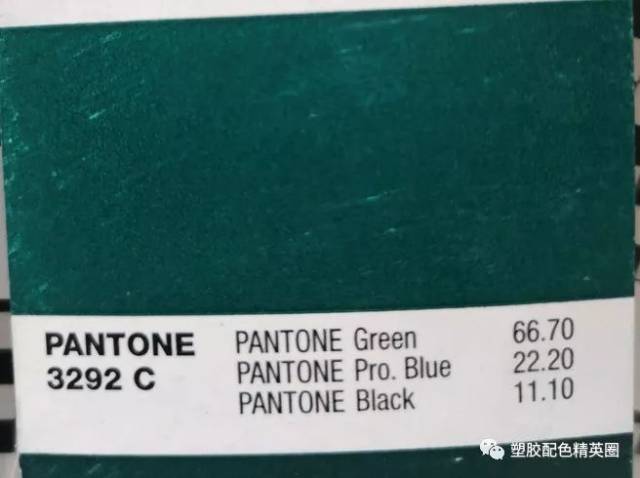 PANTONE
3292 C
PANTONE Green 66.70
PANTONE Pro. Blue 22.20
PANTONE Black 11.10
塑胶配色精英圈